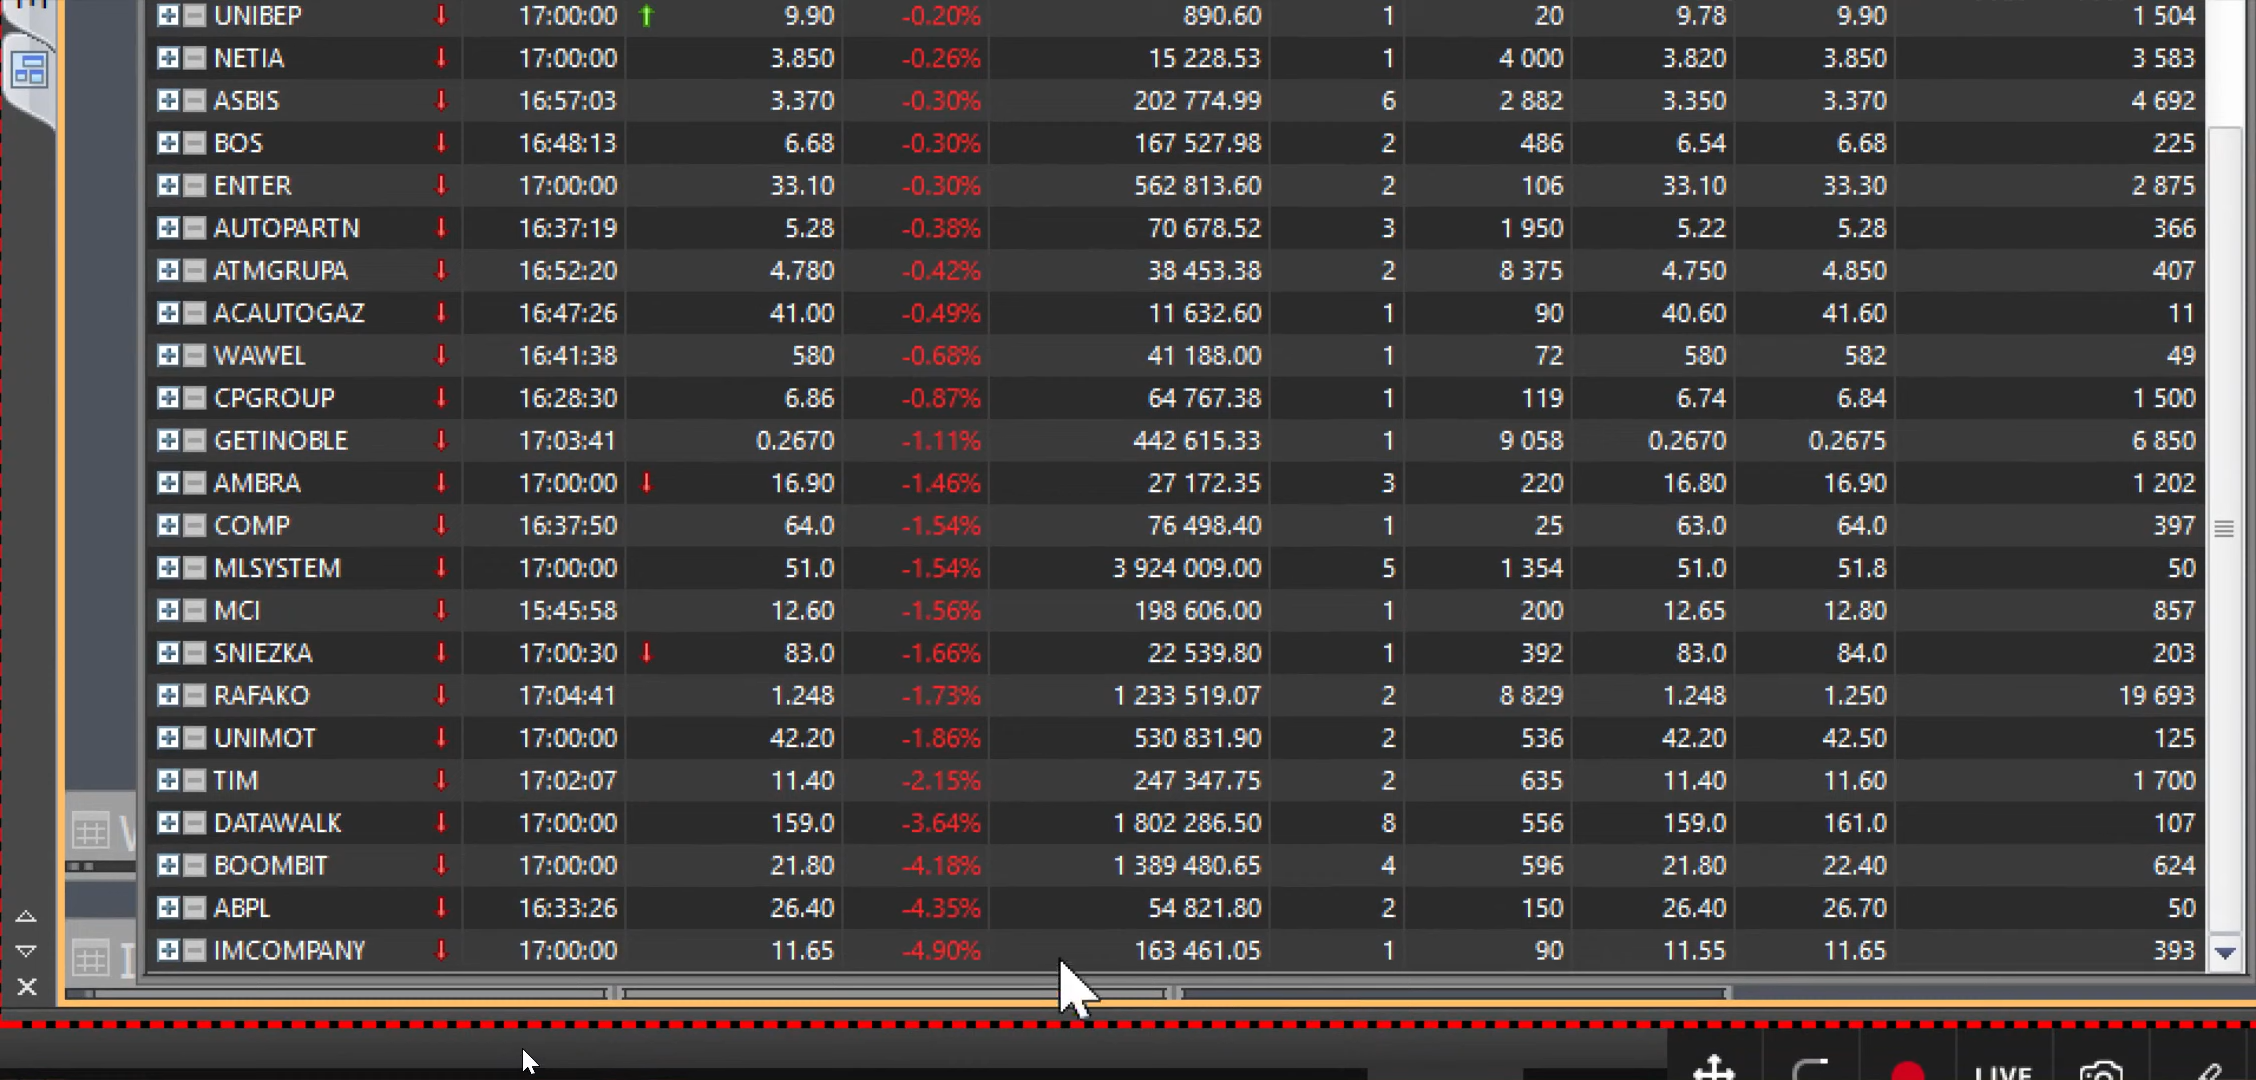 UNIBEP 17:00:00 9.90 -0.20% 890.60 1 20 9.78 9.90 1 504
NETIA 17:00:00 3.850 -0.26% 15 228.53 1 4 000 3.820 3.850 3 583
ASBIS 16:57:03 3.370 -0.30% 202 774.99 6 2 882 3.350 3.370 4 692
BOS 16:48:13 6.68 -0.30% 167 527.98 2 486 6.54 6.68 225
ENTER 17:00:00 33.10 -0.30% 562 813.60 2 106 33.10 33.30 2 875
AUTOPARTN 16:37:19 5.28 -0.38% 70 678.52 3 1 950 5.22 5.28 366
ATMGRUPA 16:52:20 4.780 -0.42% 38 453.38 2 8 375 4.750 4.850 407
ACAUTOGAZ 16:47:26 41.00 -0.49% 11 632.60 1 90 40.60 41.60 11
WAWEL 16:41:38 580 -0.68% 41 188.00 1 72 580 582 49
CPGROUP 16:28:30 6.86 -0.87% 64 767.38 1 119 6.74 6.84 1 500
GETINOBLE 17:03:41 0.2670 -1.11% 442 615.33 1 9 058 0.2670 0.2675 6 850
AMBRA 17:00:00 16.90 -1.46% 27 172.35 3 220 16.80 16.90 1 202
COMP 16:37:50 64.0 -1.54% 76 498.40 1 25 63.0 64.0 397
MLSYSTEM 17:00:00 51.0 -1.54% 3 924 009.00 5 1 354 51.0 51.8 50
MCI 15:45:58 12.60 -1.56% 198 606.00 1 200 12.65 12.80 857
SNIEZKA 17:00:30 83.0 -1.66% 22 539.80 1 392 83.0 84.0 203
RAFAKO 17:04:41 1.248 -1.73% 1 233 519.07 2 8 829 1.248 1.250 19 693
UNIMOT 17:00:00 42.20 -1.86% 530 831.90 2 536 42.20 42.50 125
TIM 17:02:07 11.40 -2.15% 247 347.75 2 635 11.40 11.60 1 700
DATAWALK 17:00:00 159.0 -3.64% 1 802 286.50 8 556 159.0 161.0 107
BOOMBIT 17:00:00 21.80 -4.18% 1 389 480.65 4 596 21.80 22.40 624
ABPL 16:33:26 26.40 -4.35% 54 821.80 2 150 26.40 26.70 50
IMCOMPANY 17:00:00 11.65 -4.90% 163 461.05 1 90 11.55 11.65 393
LIVE